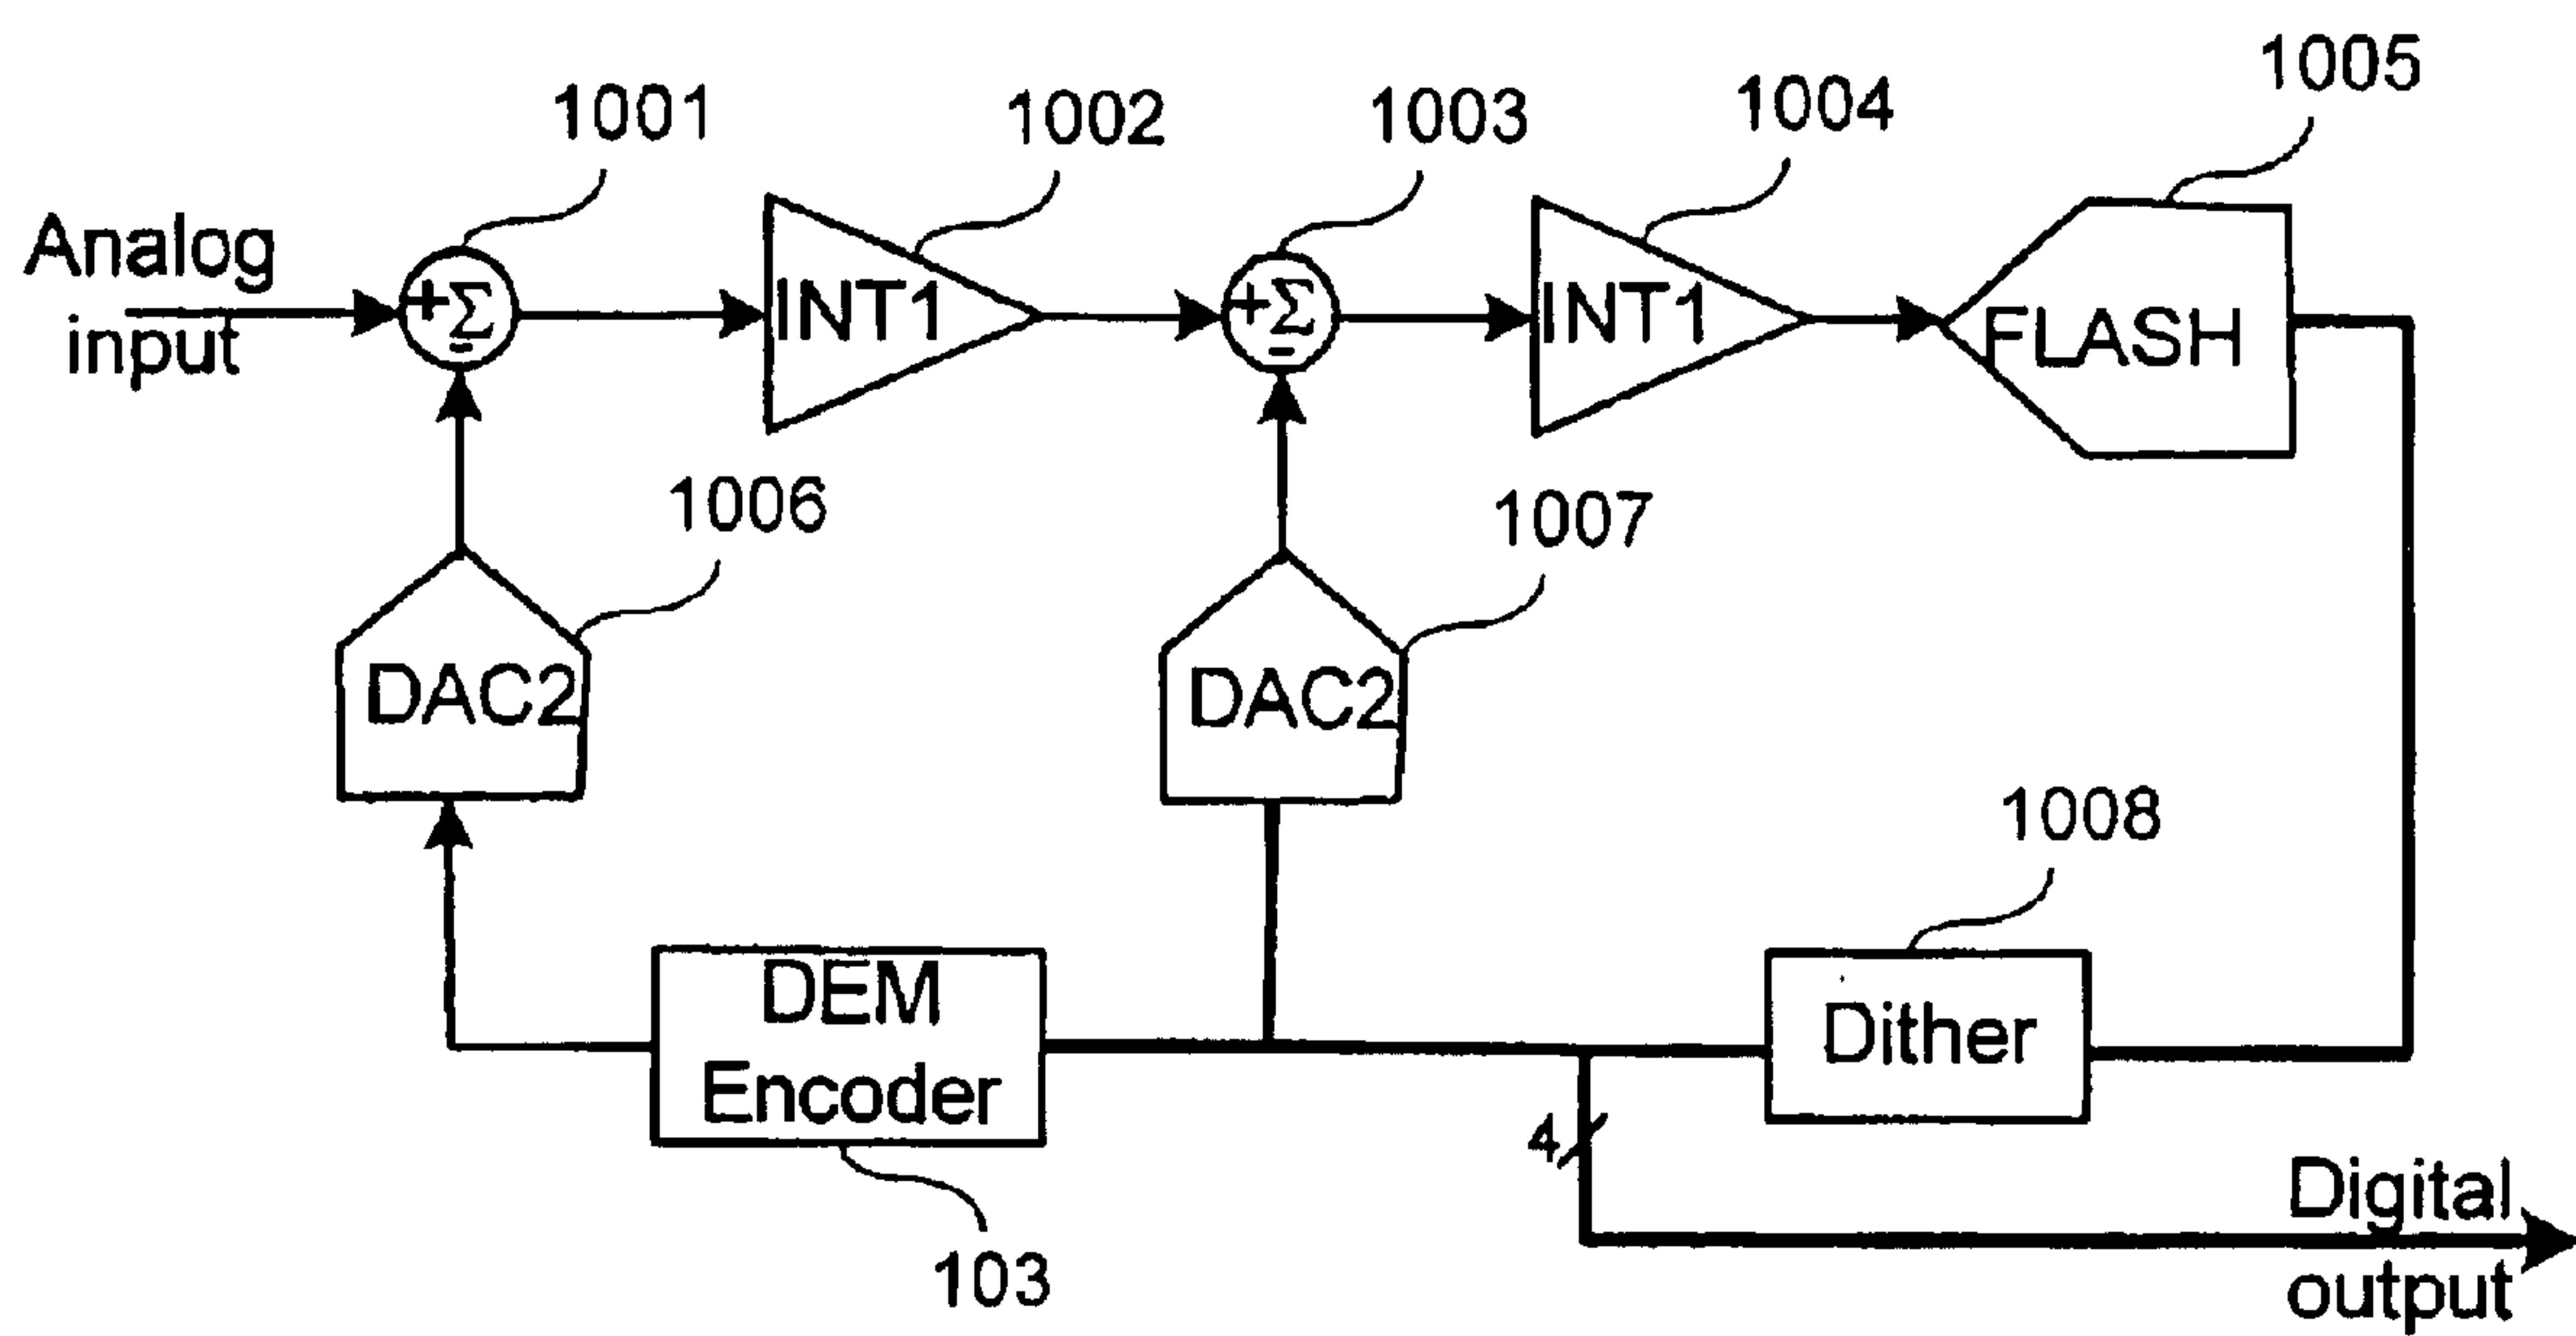 1001
1002
1003
1004
1005
Analog
input
+Σ
-
INT1
+Σ
-
INT1
FLASH
1006
1007
DAC2
DAC2
1008
DEM
Encoder
Dither
4
103
Digital
output